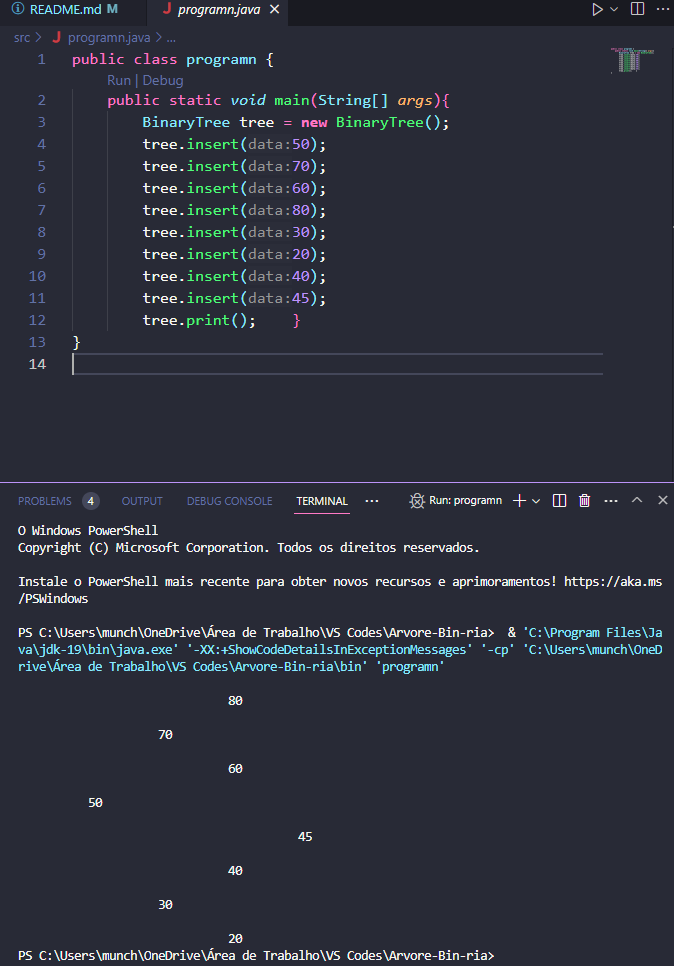 README.md M programn.java
src > programn.java > ...
1 public class programn {
Run | Debug
2 public static void main(String[] args){
3 BinaryTree tree = new BinaryTree();
4 tree.insert(data:50);
5 tree.insert(data:70);
6 tree.insert(data:60);
7 tree.insert(data:80);
8 tree.insert(data:30);
9 tree.insert(data:20);
10 tree.insert(data:40);
11 tree.insert(data:45);
12 tree.print(); }
13 }
14
PROBLEMS 4 OUTPUT DEBUG CONSOLE TERMINAL ... Run: programn
O Windows PowerShell
Copyright (C) Microsoft Corporation. Todos os direitos reservados.
Instale o PowerShell mais recente para obter novos recursos e aprimoramentos! https://aka.ms
/PSWindows
PS C:\Users\munch\OneDrive\Área de Trabalho\VS Codes\Arvore-Bin-ria> & 'C:\Program Files\Ja
va\jdk-19\bin\java.exe' '-XX:+ShowCodeDetailsInExceptionMessages' '-cp' 'C:\Users\munch\OneD
rive\Área de Trabalho\VS Codes\Arvore-Bin-ria\bin' 'programn'
80
70
60
50
45
40
30
20
PS C:\Users\munch\OneDrive\Área de Trabalho\VS Codes\Arvore-Bin-ria>